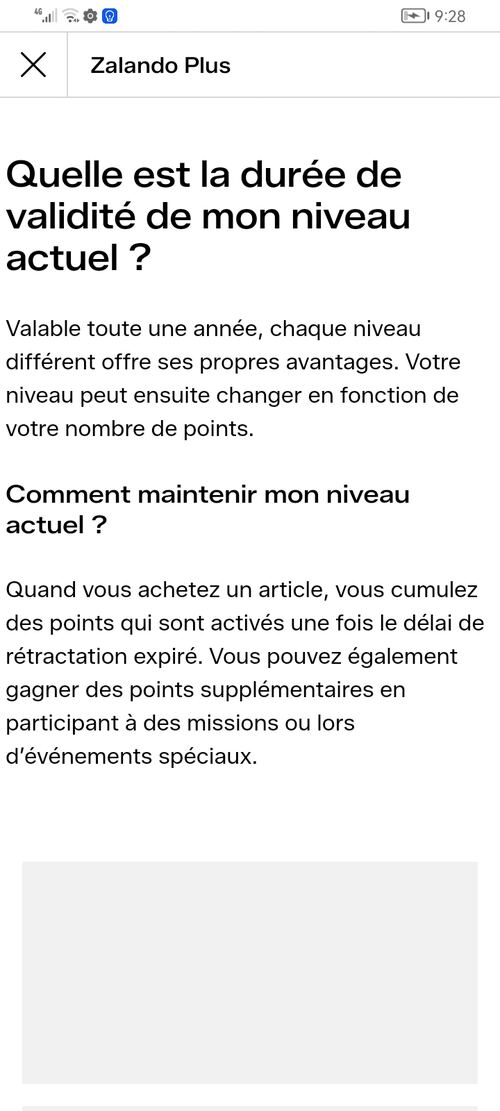 4G 9:28
Zalando Plus
Quelle est la durée de
validité de mon niveau
actuel ?
Valable toute une année, chaque niveau
différent offre ses propres avantages. Votre
niveau peut ensuite changer en fonction de
votre nombre de points.
Comment maintenir mon niveau
actuel ?
Quand vous achetez un article, vous cumulez
des points qui sont activés une fois le délai de
rétractation expiré. Vous pouvez également
gagner des points supplémentaires en
participant à des missions ou lors
d’événements spéciaux.